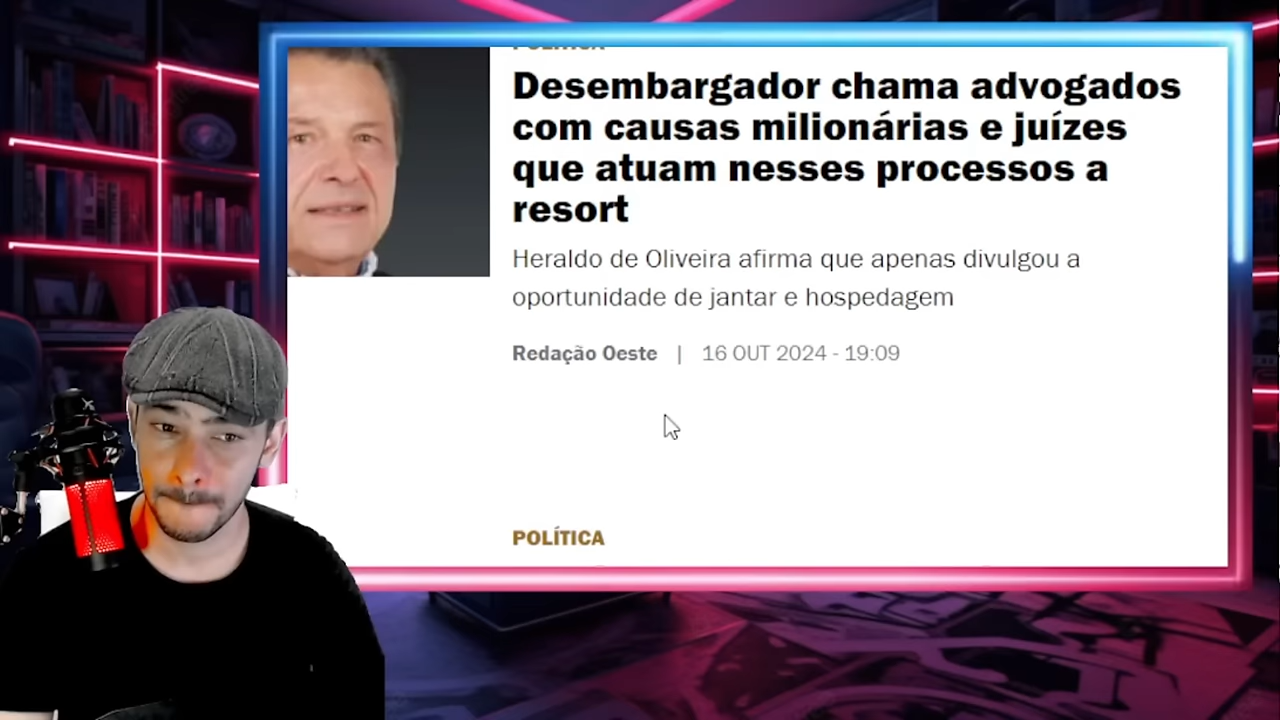 Desembargador chama advogados
com causas milionárias e juízes
que atuam nesses processos a
resort
Heraldo de Oliveira afirma que apenas divulgou a
oportunidade de jantar e hospedagem
Redação Oeste | 16 OUT 2024 - 19:09
POLÍTICA